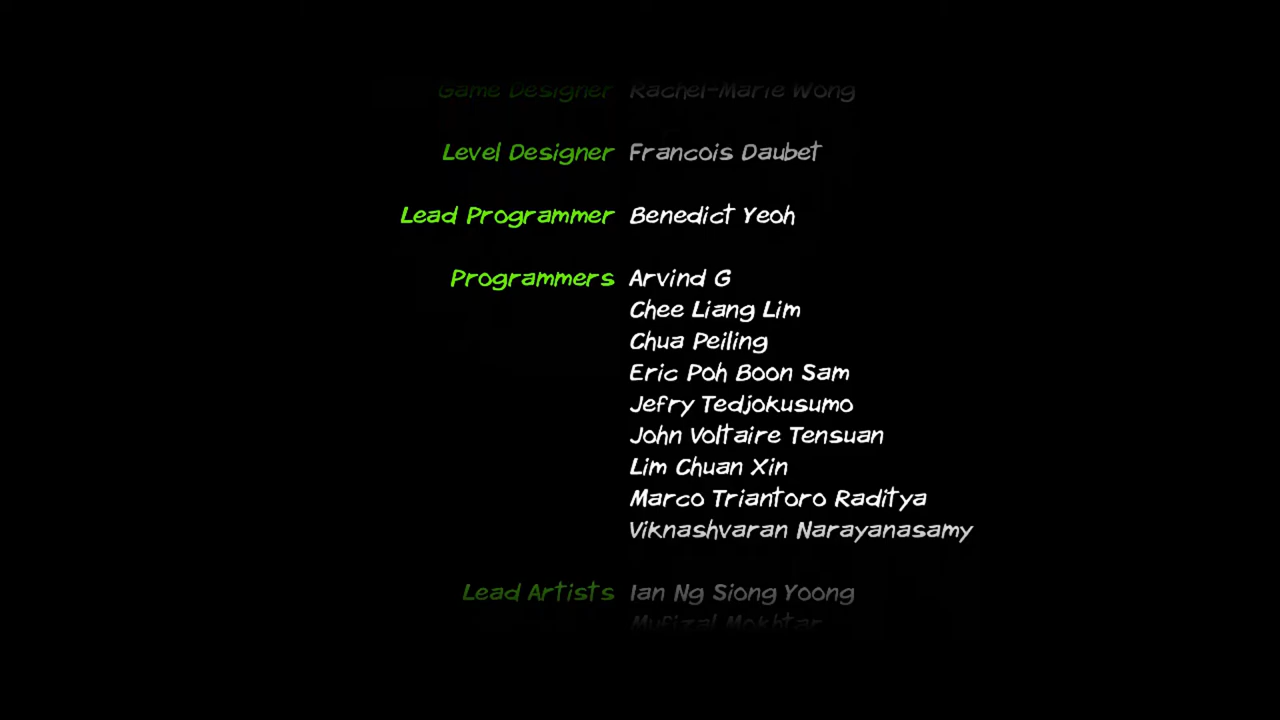 Game Designer Rachel-Marie Wong
Level Designer Francois Daubet
Lead Programmer Benedict Yeoh
Programmers Arvind G
Chee Liang Lim
Chua Peiling
Eric Poh Boon Sam
Jefry Tedjokusumo
John Voltaire Tensuan
Lim Chuan Xin
Marco Triantoro Raditya
Viknashvaran Narayanasamy
Lead Artists Ian Ng Siong Yoong
Mufizal Mokhtar